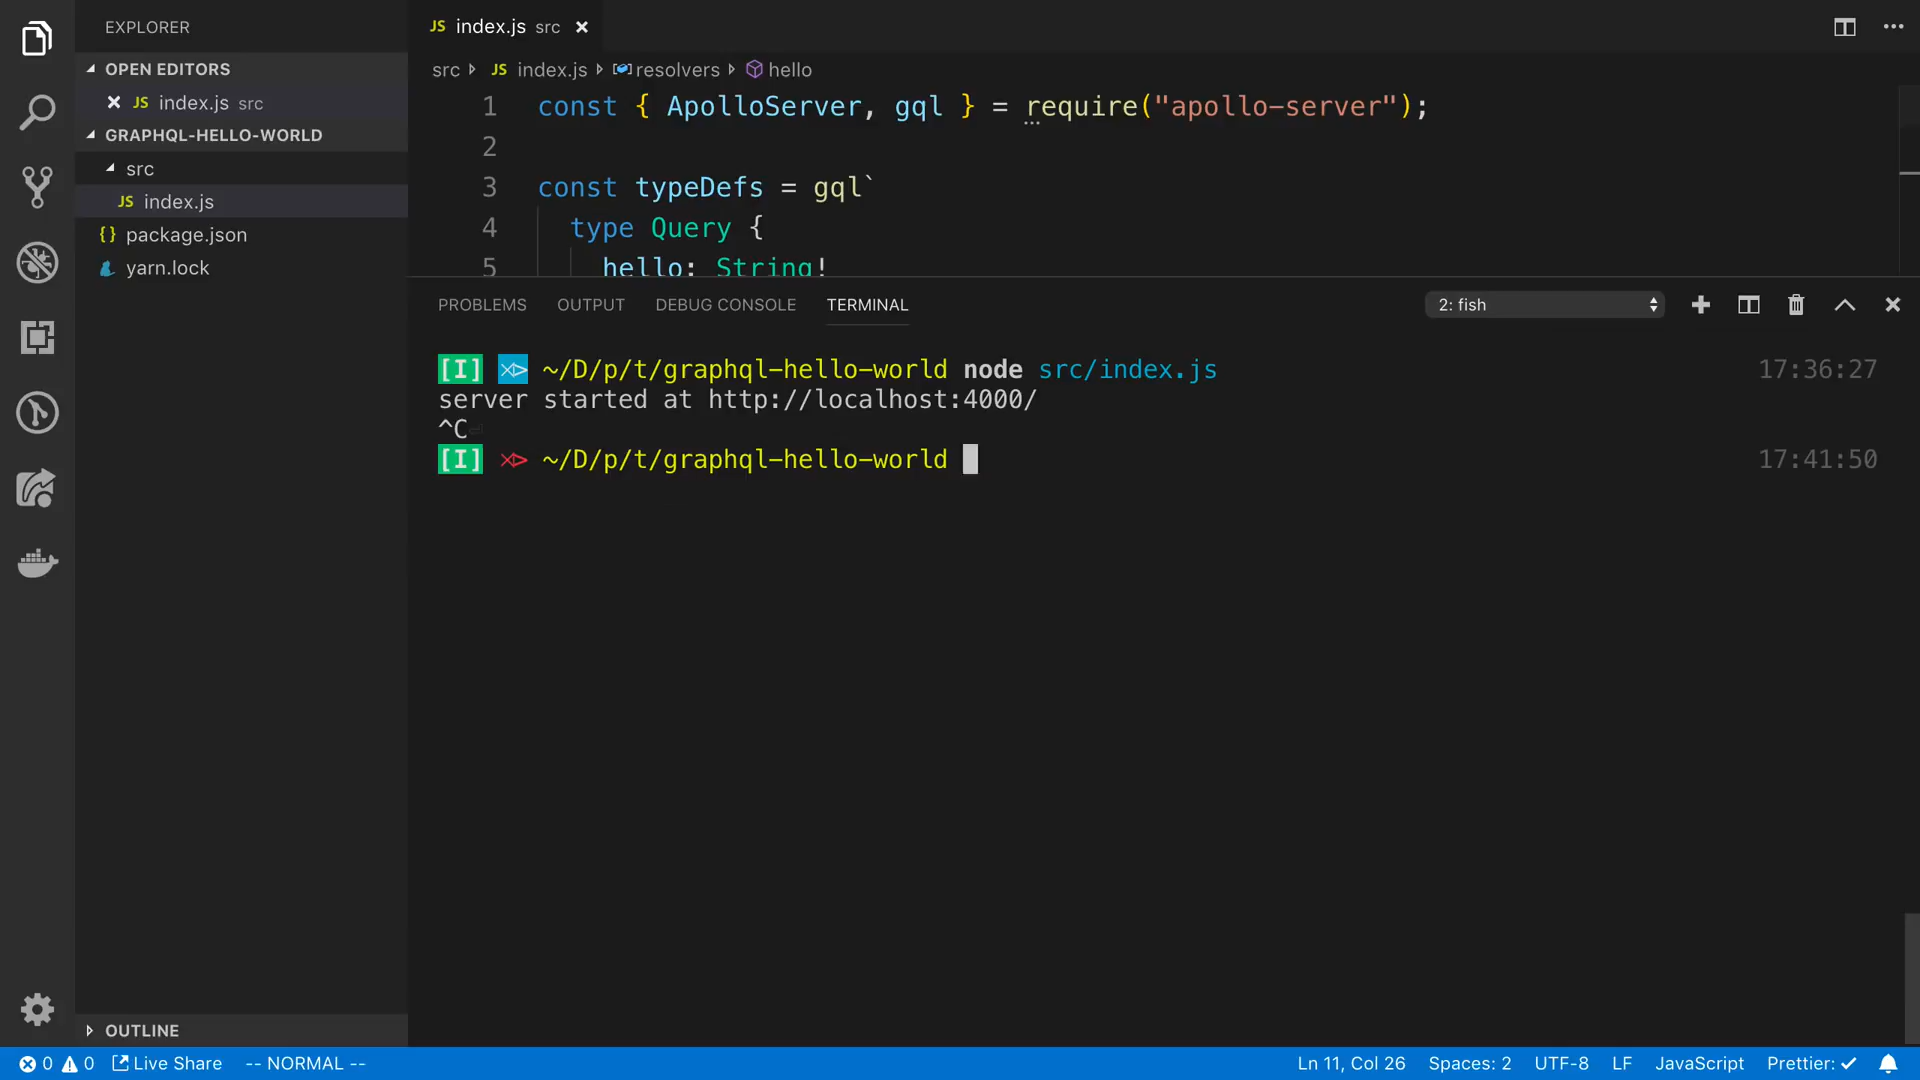 EXPLORER
OPEN EDITORS
JS index.js src
GRAPHQL-HELLO-WORLD
src
JS index.js
{} package.json
yarn.lock
OUTLINE
JS index.js src
src JS index.js resolvers hello
1 const { ApolloServer, gql } = require("apollo-server");
2
3 const typeDefs = gql`
4 type Query {
5 hello: String!
PROBLEMS OUTPUT DEBUG CONSOLE TERMINAL 2: fish
[I] ⋊> ~/D/p/t/graphql-hello-world node src/index.js 17:36:27
server started at http://localhost:4000/
^C⏎
[I] ⋊> ~/D/p/t/graphql-hello-world 17:41:50
0 0 Live Share -- NORMAL -- Ln 11, Col 26 Spaces: 2 UTF-8 LF JavaScript Prettier: ✓